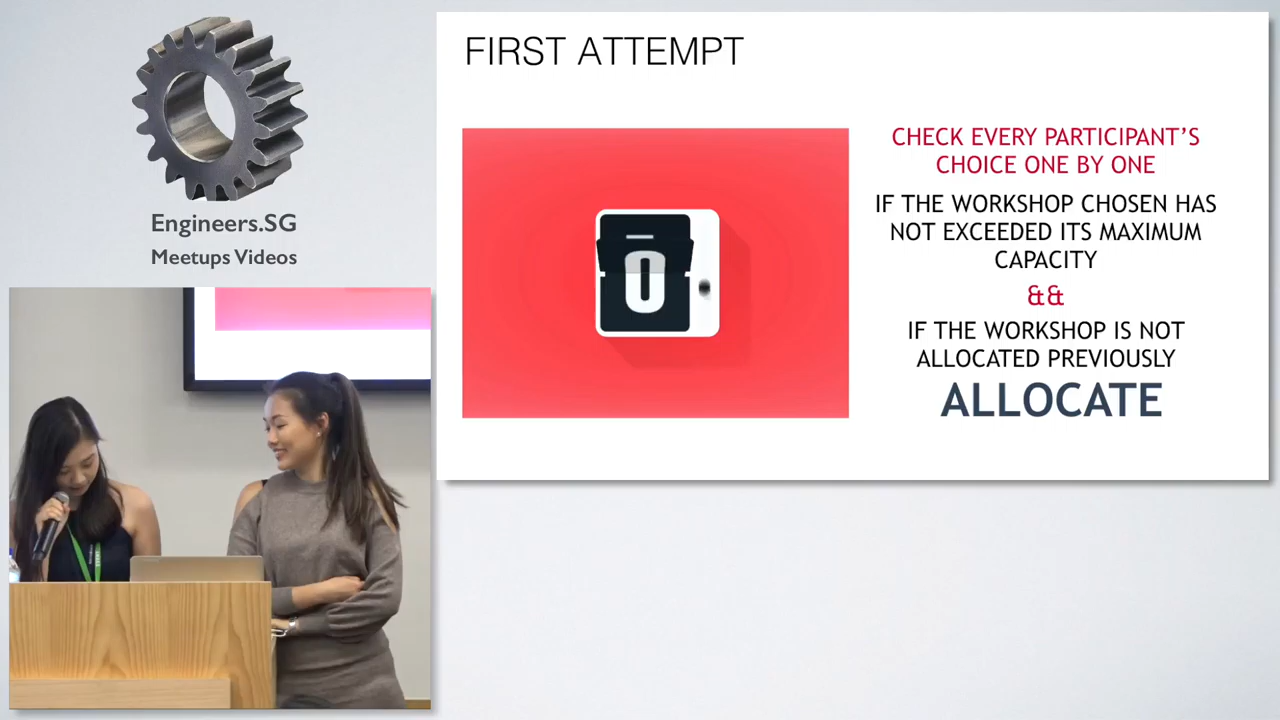 Engineers.SG
Meetups Videos
FIRST ATTEMPT
0
CHECK EVERY PARTICIPANT'S
CHOICE ONE BY ONE
IF THE WORKSHOP CHOSEN HAS
NOT EXCEEDED ITS MAXIMUM
CAPACITY
&&
IF THE WORKSHOP IS NOT
ALLOCATED PREVIOUSLY
ALLOCATE